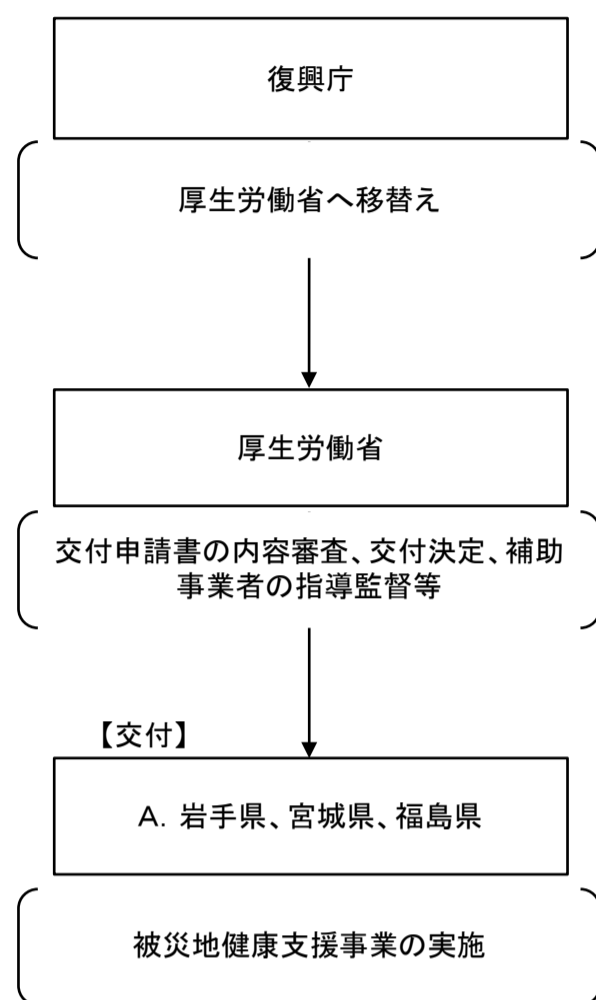 復興庁
厚生労働省へ移替え
厚生労働省
交付申請書の内容審査、交付決定、補助
事業者の指導監督等
【交付】
A. 岩手県、宮城県、福島県
被災地健康支援事業の実施